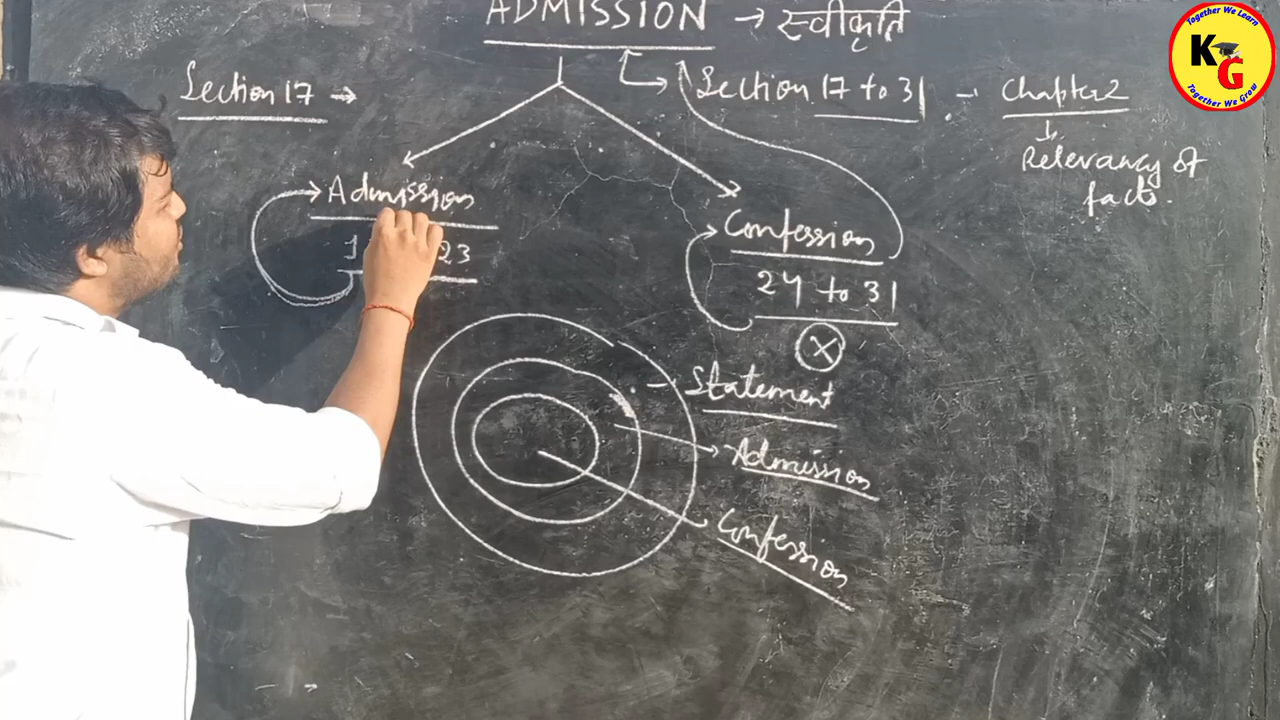 ADMISSION → स्वीकृति
Section 17 →
Section 17 to 31 - Chapter 2
Relevancy of
facts.
Admission
23
Confession
24 to 31
X
Statement
Admission
Confession
Together We Learn
KG
Together We Grow